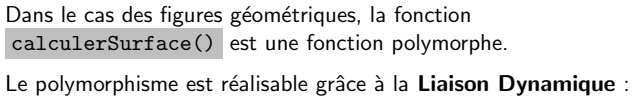 Dans le cas des figures géométriques, la fonction
calculerSurface() est une fonction polymorphe.
Le polymorphisme est réalisable grâce à la Liaison Dynamique :